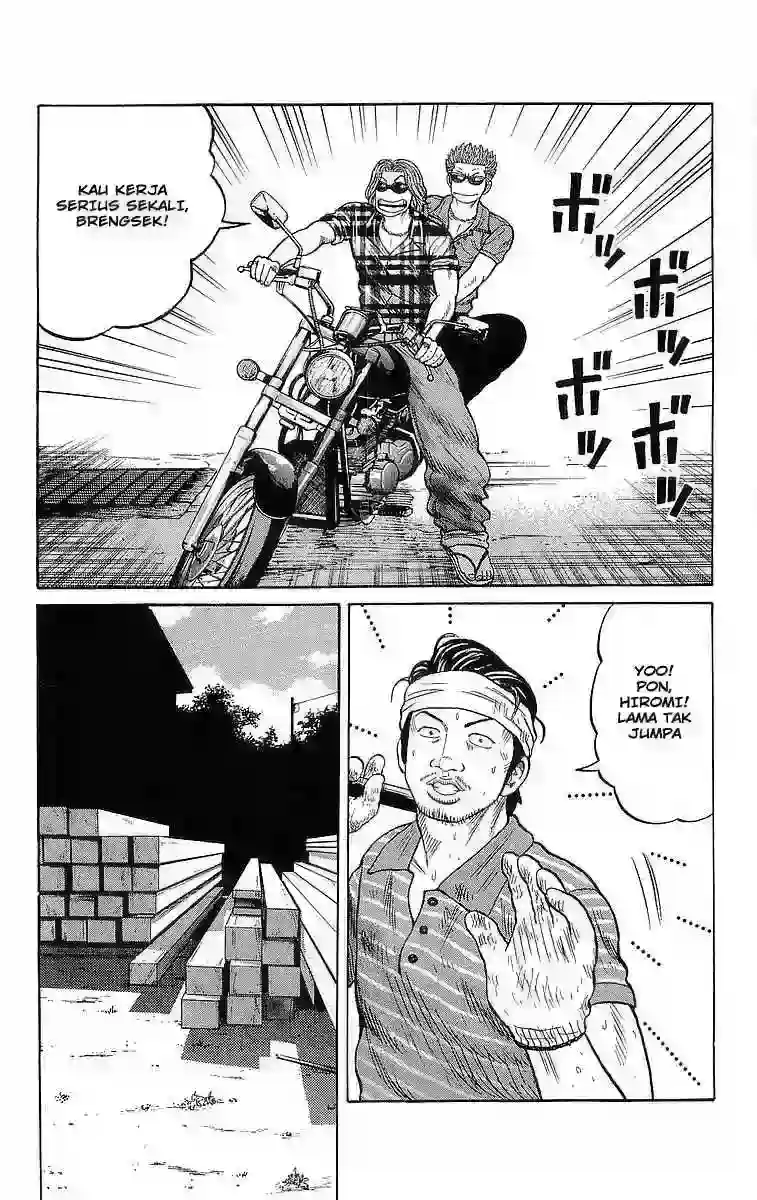 KAU KERJA
SERIUS SEKALI,
BRENGSEK!
ボッ
ボッ
ボッ
ボッ
YOO!
PON,
HIROMI!
LAMA TAK
JUMPA